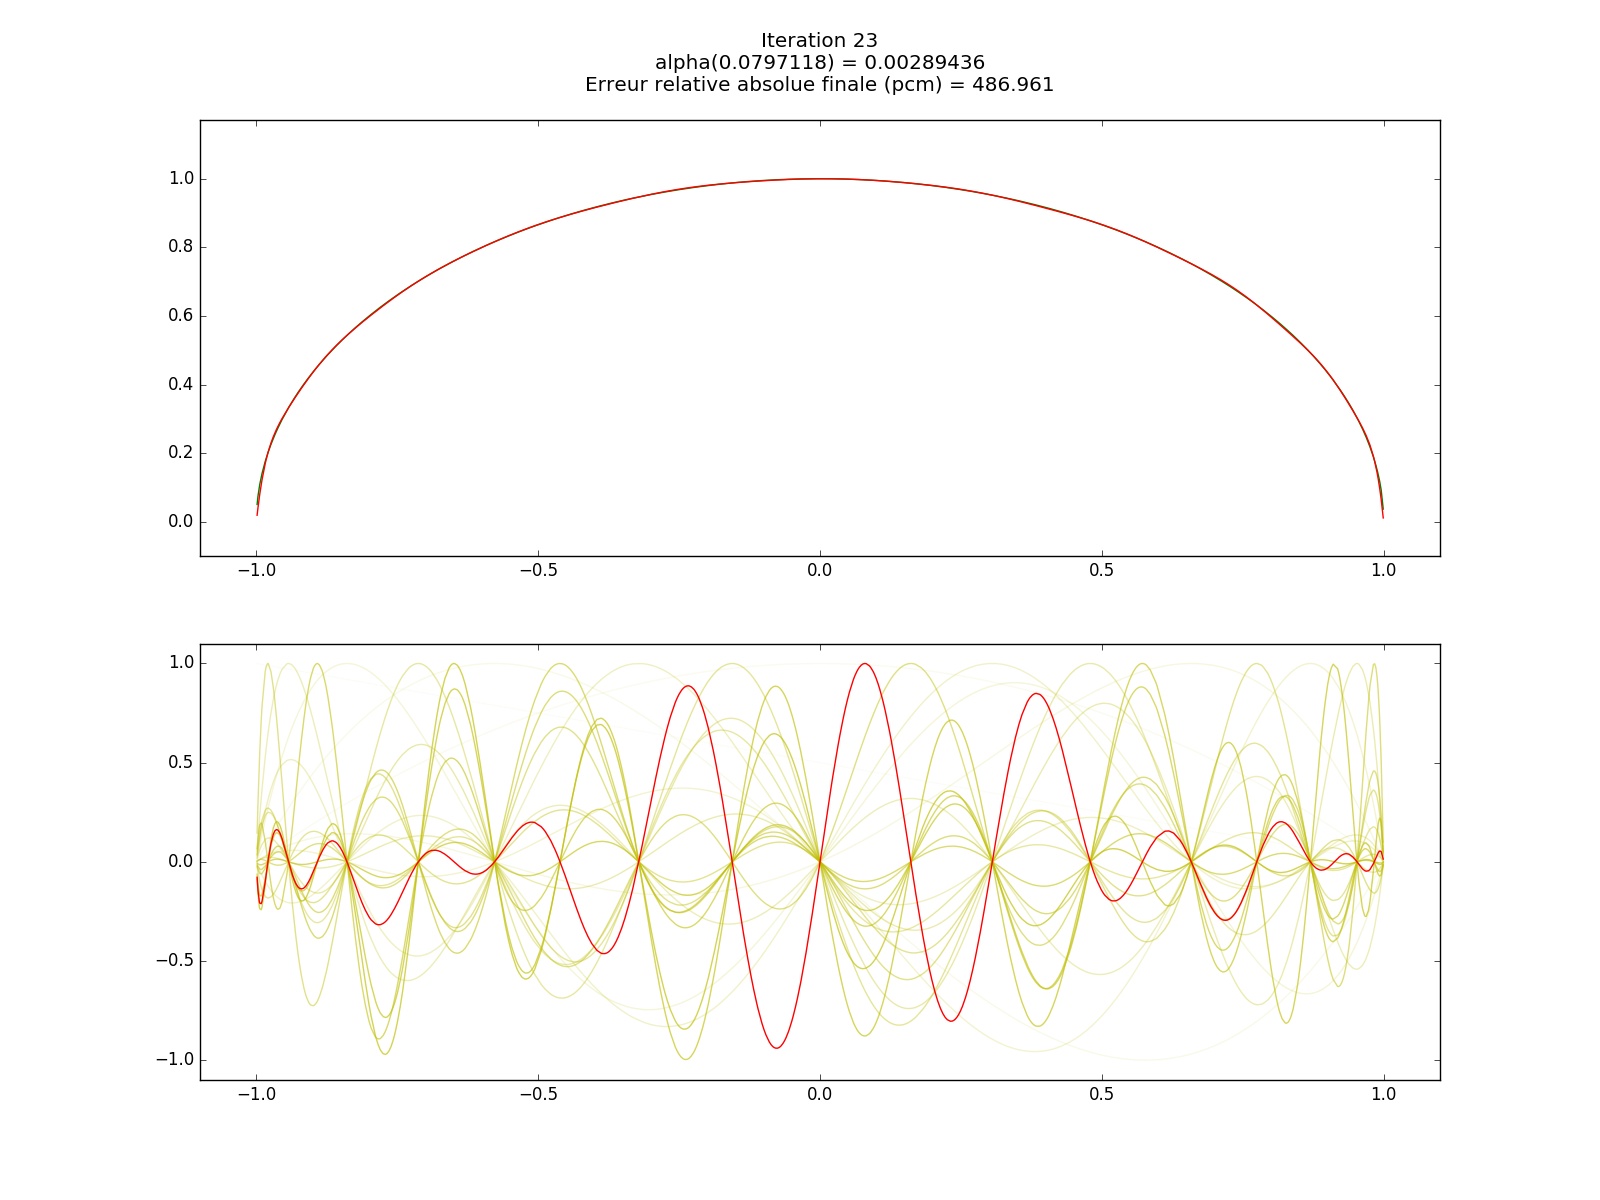 Iteration 23
alpha(0.0797118) = 0.00289436
Erreur relative absolue finale (pcm) = 486.961
1.0
0.8
0.6
0.4
0.2
0.0
−1.0 −0.5 0.0 0.5 1.0
1.0
0.5
0.0
−0.5
−1.0
−1.0 −0.5 0.0 0.5 1.0